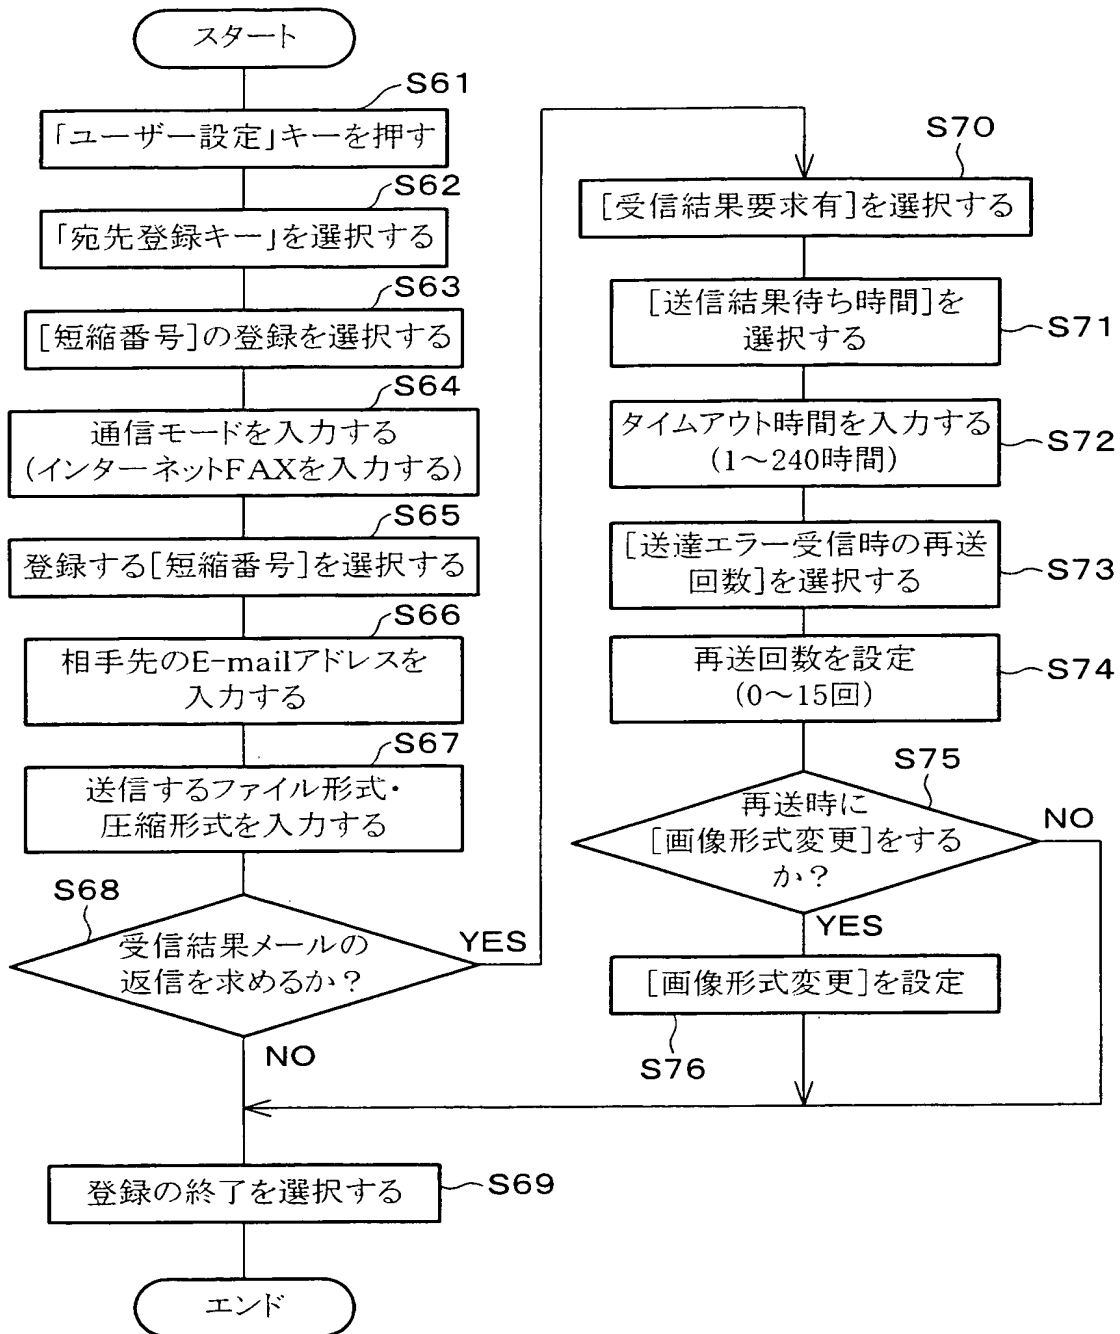 スタート
S61
「ユーザー設定」キーを押す
S62
「宛先登録キー」を選択する
S63
[短縮番号]の登録を選択する
S64
通信モードを入力する
(インターネットFAXを入力する)
S65
登録する[短縮番号]を選択する
S66
相手先のE-mailアドレスを
入力する
S67
送信するファイル形式・
圧縮形式を入力する
S68
受信結果メールの
返信を求めるか?
YES
NO
S70
[受信結果要求有]を選択する
[送信結果待ち時間]を
選択する
S71
タイムアウト時間を入力する
(1~240時間)
S72
[送達エラー受信時の再送
回数]を選択する
S73
再送回数を設定
(0~15回)
S74
S75
再送時に
[画像形式変更]をする
か?
NO
YES
[画像形式変更]を設定
S76
登録の終了を選択する
S69
エンド